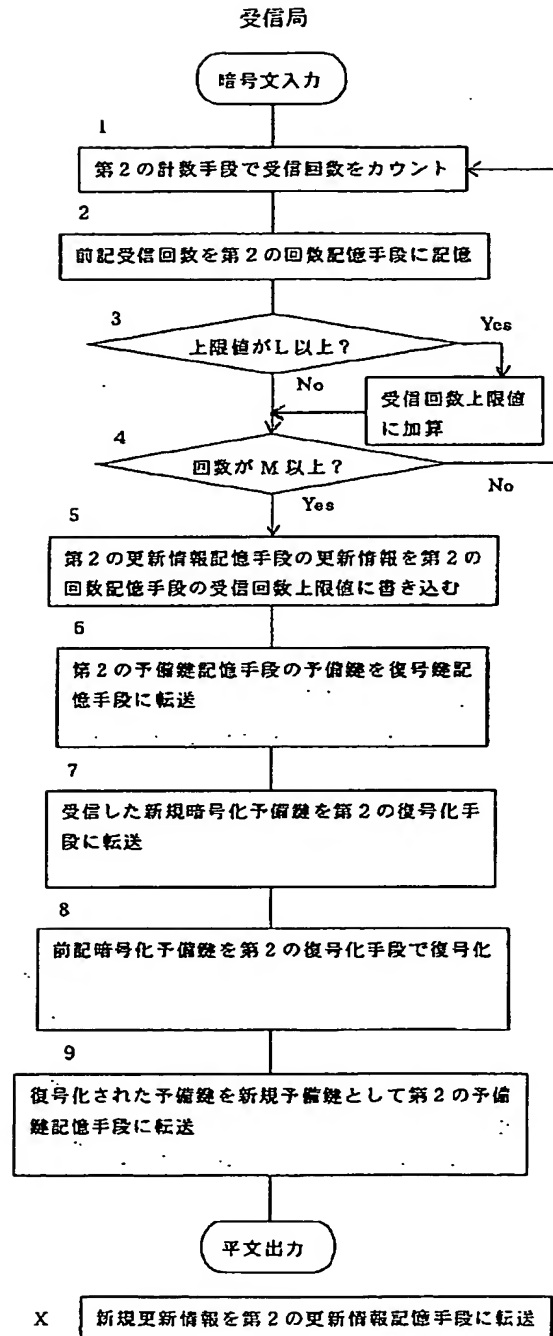 受信局
暗号文入力
1
第2の計数手段で受信回数をカウント
2
前記受信回数を第2の回数記憶手段に記憶
3
上限値がL以上？
Yes
No
受信回数上限値
に加算
4
回数がM以上？
No
Yes
5
第2の更新情報記憶手段の更新情報を第2の
回数記憶手段の受信回数上限値に書き込む
6
第2の予備鍵記憶手段の予備鍵を復号鍵記
憶手段に転送
7
受信した新規暗号化予備鍵を第2の復号化手
段に転送
8
前記暗号化予備鍵を第2の復号化手段で復号化
9
復号化された予備鍵を新規予備鍵として第2の予備
鍵記憶手段に転送
平文出力
X
新規更新情報を第2の更新情報記憶手段に転送